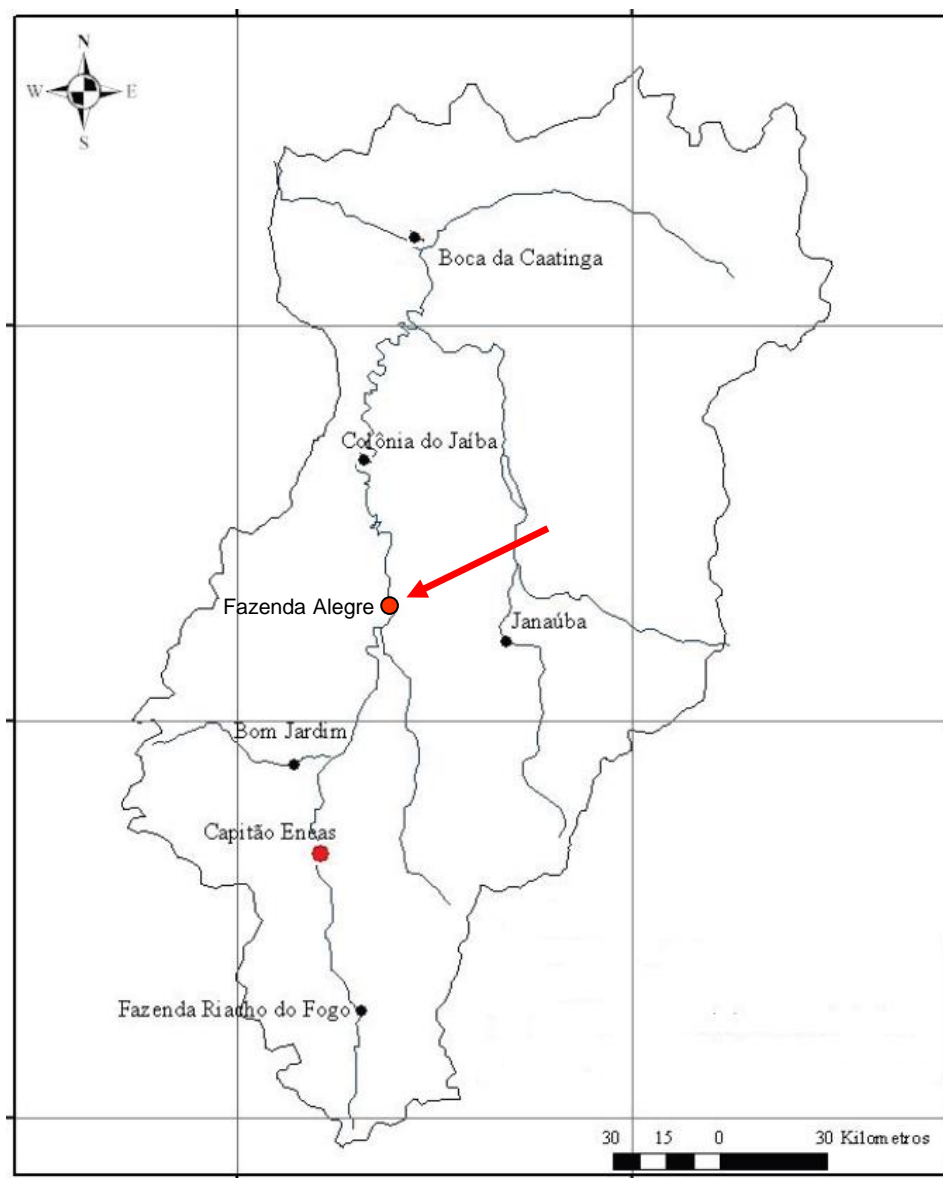 N
W E
S
Boca da Caatinga
Colônia do Jaíba
Fazenda Alegre
Janaúba
Bom Jardim
Capitão Enéas
Fazenda Riacho do Fogo
30 15 0 30 Kilometros